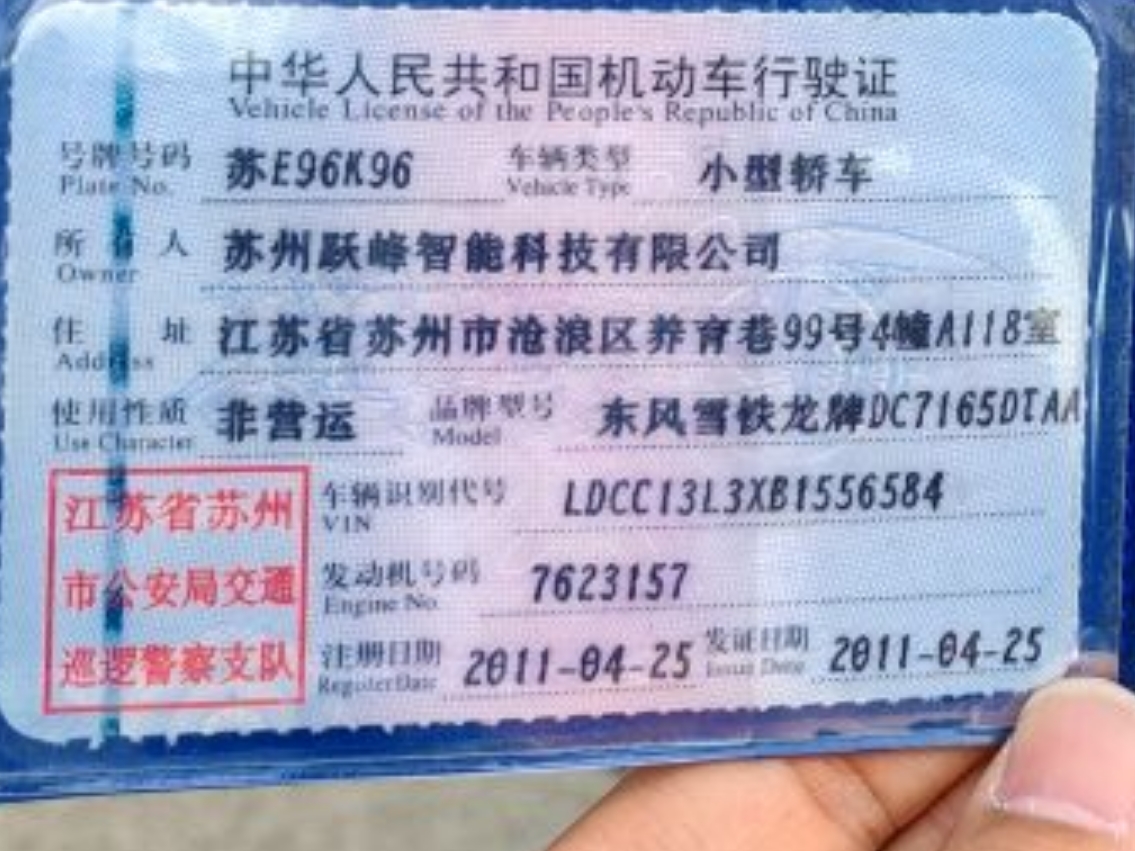 中华人民共和国机动车行驶证
Vehicle License of the People's Republic of China
号牌号码 苏E96K96 车辆类型 小型轿车
Plate No. Vehicle Type
所有人 苏州跃峰智能科技有限公司
Owner
住址 江苏省苏州市沧浪区养育巷99号4幢A118室
Address
使用性质 非营运 品牌型号 东风雪铁龙牌DC7165DTAA
Use Character Model
江苏省苏州
市公安局交通
巡逻警察支队
车辆识别代号 LDCC13L3XB1556584
VIN
发动机号码 7623157
Engine No.
注册日期 2011-04-25 发证日期 2011-04-25
Register Date Issue Date